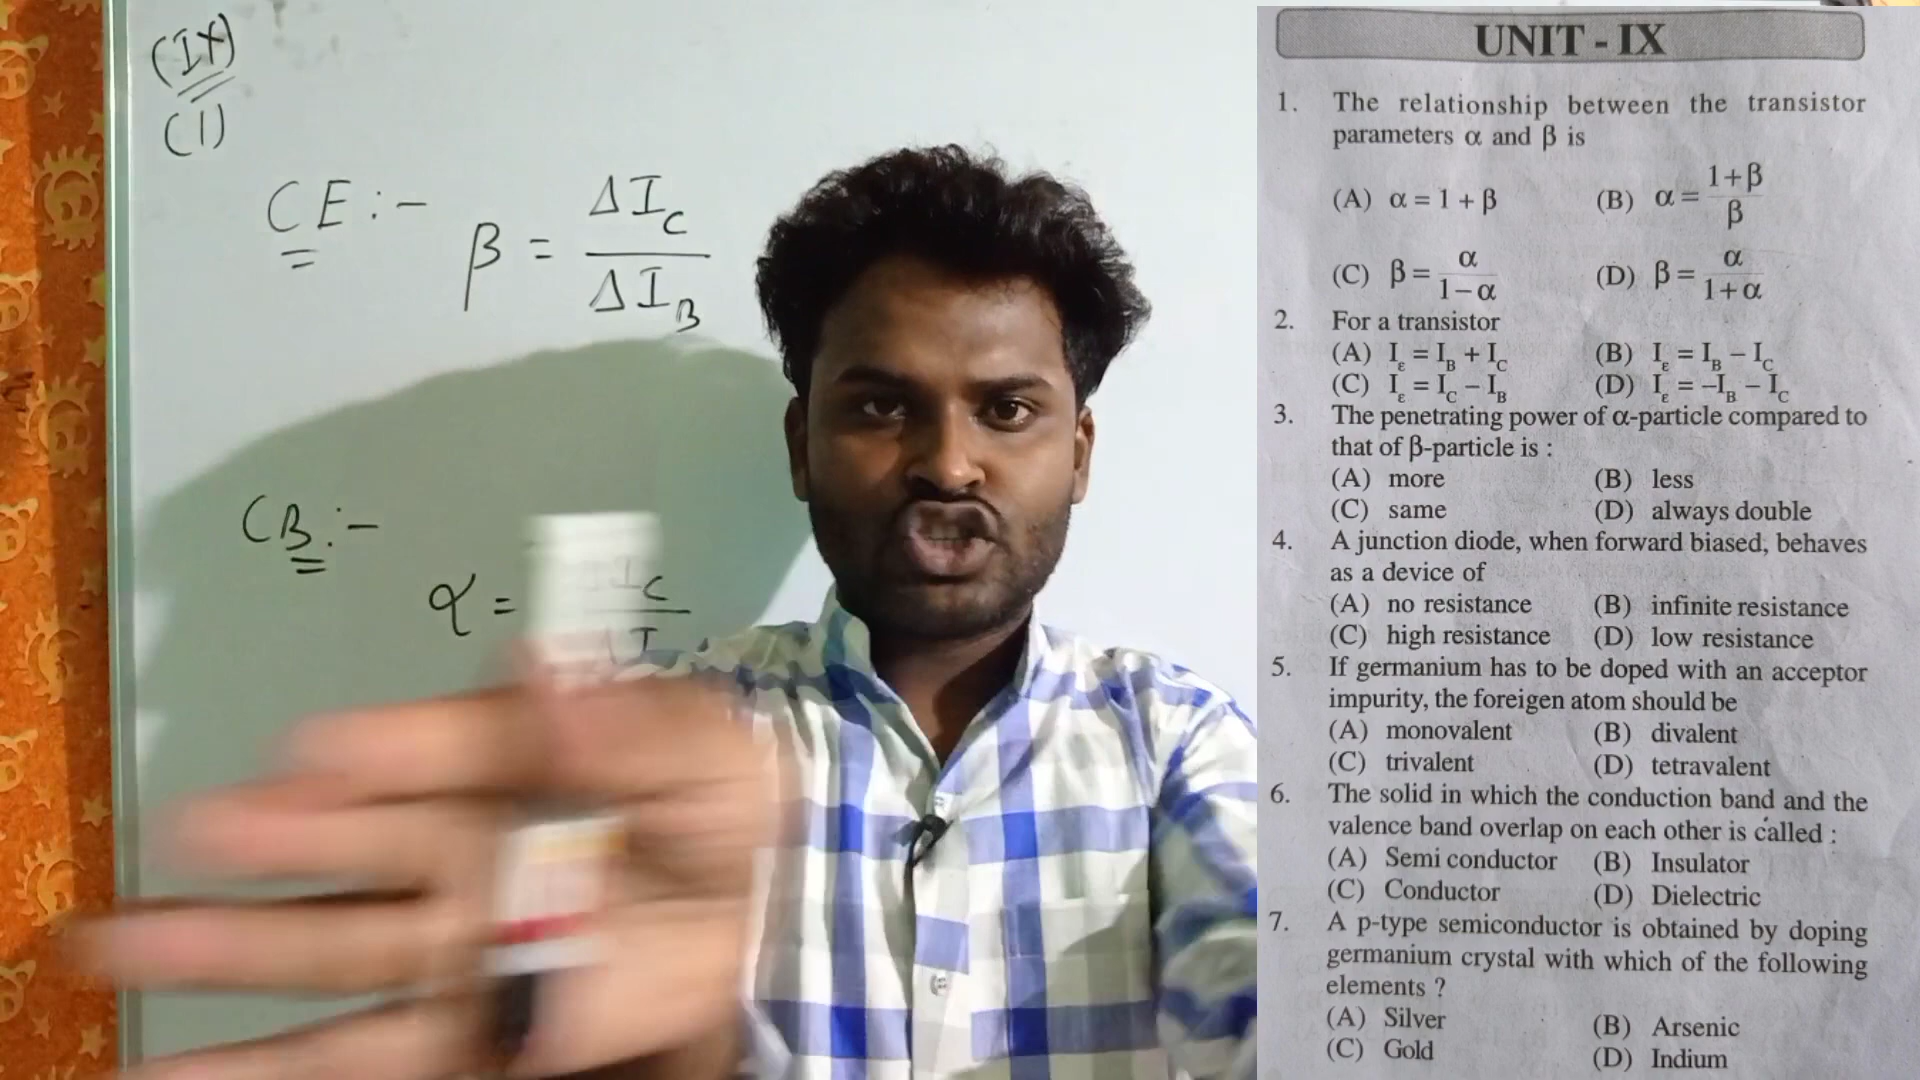 (IX)
(1)
CE:-
β = ΔI_C / ΔI_B
CB:-
α = I_C / ΔI
UNIT - IX
1. The relationship between the transistor
parameters α and β is
(A) α = 1 + β (B) α = (1+β)/β
(C) β = α/(1−α) (D) β = α/(1+α)
2. For a transistor
(A) I_ε = I_B + I_C (B) I_ε = I_B − I_C
(C) I_ε = I_C − I_B (D) I_ε = −I_B − I_C
3. The penetrating power of α-particle compared to
that of β-particle is :
(A) more (B) less
(C) same (D) always double
4. A junction diode, when forward biased, behaves
as a device of
(A) no resistance (B) infinite resistance
(C) high resistance (D) low resistance
5. If germanium has to be doped with an acceptor
impurity, the foreigen atom should be
(A) monovalent (B) divalent
(C) trivalent (D) tetravalent
6. The solid in which the conduction band and the
valence band overlap on each other is called :
(A) Semi conductor (B) Insulator
(C) Conductor (D) Dielectric
7. A p-type semiconductor is obtained by doping
germanium crystal with which of the following
elements ?
(A) Silver (B) Arsenic
(C) Gold (D) Indium